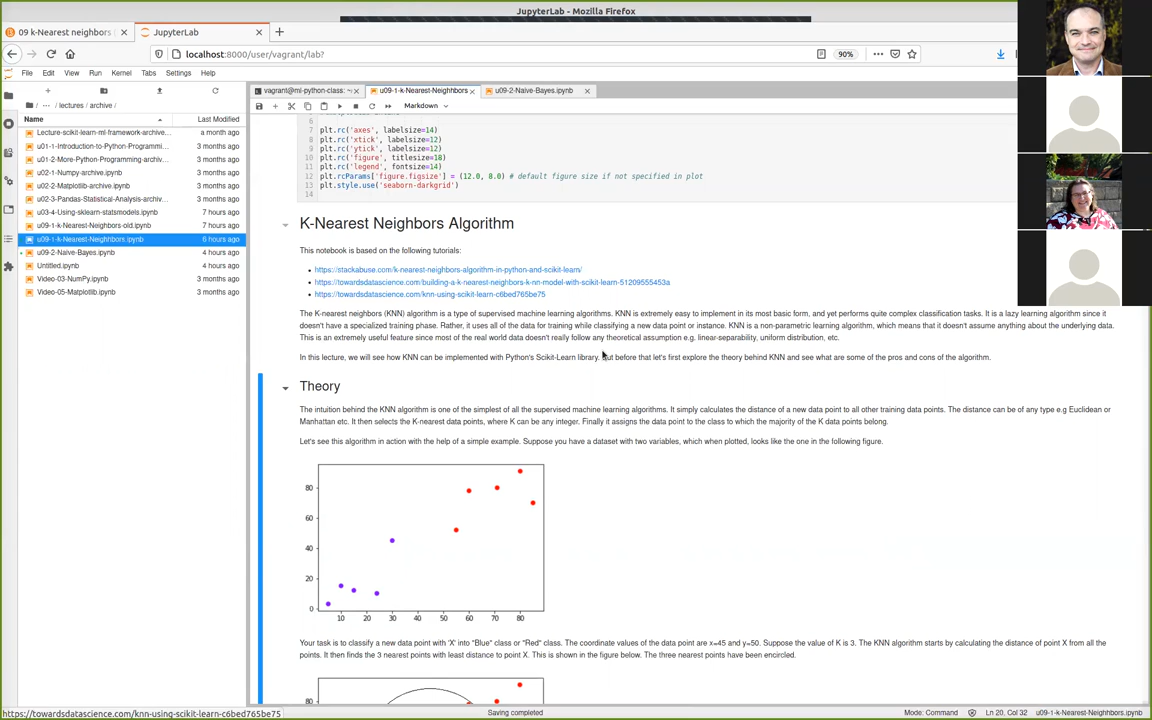 JupyterLab - Mozilla Firefox
09 k-Nearest neighbors
JupyterLab
localhost:8000/user/vagrant/lab?
90%
File Edit View Run Kernel Tabs Settings Help
/ ··· / lectures / archive /
Name Last Modified
Lecture-scikit-learn-ml-framework-archive... a month ago
u01-1-Introduction-to-Python-Programmi... 3 months ago
u01-2-More-Python-Programming-archiv... 3 months ago
u02-1-Numpy-archive.ipynb 3 months ago
u02-2-Matplotlib-archive.ipynb 3 months ago
u02-3-Pandas-Statistical-Analysis-archiv... 3 months ago
u03-4-Using-sklearn-statsmodels.ipynb 7 hours ago
u09-1-k-Nearest-Neighbors-old.ipynb 7 hours ago
u09-1-k-Nearest-Neighbors.ipynb 6 hours ago
u09-2-Naive-Bayes.ipynb 4 hours ago
Untitled.ipynb 4 hours ago
Video-03-NumPy.ipynb 3 months ago
Video-05-Matplotlib.ipynb 3 months ago
vagrant@ml-python-class: ~
u09-1-k-Nearest-Neighbors
u09-2-Naive-Bayes.ipynb
Markdown
6
7 plt.rc('axes', labelsize=14)
8 plt.rc('xtick', labelsize=12)
9 plt.rc('ytick', labelsize=12)
10 plt.rc('figure', titlesize=18)
11 plt.rc('legend', fontsize=14)
12 plt.rcParams['figure.figsize'] = (12.0, 8.0) # default figure size if not specified in plot
13 plt.style.use('seaborn-darkgrid')
14
K-Nearest Neighbors Algorithm
This notebook is based on the following tutorials:
• https://stackabuse.com/k-nearest-neighbors-algorithm-in-python-and-scikit-learn/
• https://towardsdatascience.com/building-a-k-nearest-neighbors-k-nn-model-with-scikit-learn-51209555453a
• https://towardsdatascience.com/knn-using-scikit-learn-c6bed765be75
The K-nearest neighbors (KNN) algorithm is a type of supervised machine learning algorithms. KNN is extremely easy to implement in its most basic form, and yet performs quite complex classification tasks. It is a lazy learning algorithm since it
doesn't have a specialized training phase. Rather, it uses all of the data for training while classifying a new data point or instance. KNN is a non-parametric learning algorithm, which means that it doesn't assume anything about the underlying data.
This is an extremely useful feature since most of the real world data doesn't really follow any theoretical assumption e.g. linear-separability, uniform distribution, etc.
In this lecture, we will see how KNN can be implemented with Python's Scikit-Learn library. But before that let's first explore the theory behind KNN and see what are some of the pros and cons of the algorithm.
Theory
The intuition behind the KNN algorithm is one of the simplest of all the supervised machine learning algorithms. It simply calculates the distance of a new data point to all other training data points. The distance can be of any type e.g Euclidean or
Manhattan etc. It then selects the K-nearest data points, where K can be any integer. Finally it assigns the data point to the class to which the majority of the K data points belong.
Let's see this algorithm in action with the help of a simple example. Suppose you have a dataset with two variables, which when plotted, looks like the one in the following figure.
80
60
40
20
0
10 20 30 40 50 60 70 80
Your task is to classify a new data point with 'X' into "Blue" class or "Red" class. The coordinate values of the data point are x=45 and y=50. Suppose the value of K is 3. The KNN algorithm starts by calculating the distance of point X from all the
points. It then finds the 3 nearest points with least distance to point X. This is shown in the figure below. The three nearest points have been encircled.
80
https://towardsdatascience.com/knn-using-scikit-learn-c6bed765be75
Saving completed
Mode: Command
Ln 20, Col 32 u09-1-k-Nearest-Neighbors.ipynb